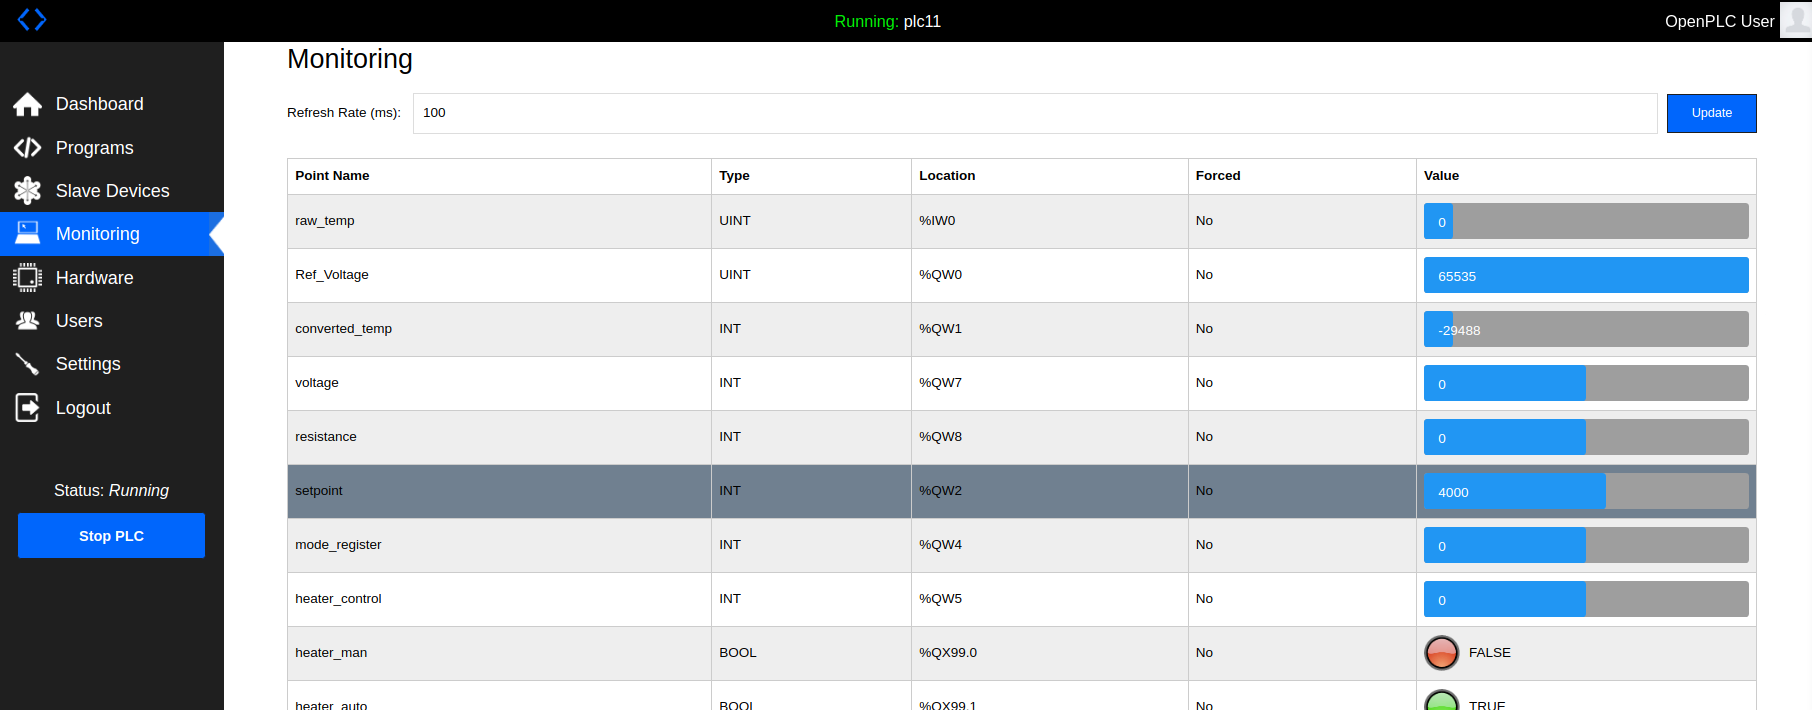 Running: plc11
OpenPLC User
Dashboard
Programs
Slave Devices
Monitoring
Hardware
Users
Settings
Logout
Status: Running
Stop PLC
Monitoring
Refresh Rate (ms): 100 Update
Point Name Type Location Forced Value
raw_temp UINT %IW0 No 0
Ref_Voltage UINT %QW0 No 65535
converted_temp INT %QW1 No -29488
voltage INT %QW7 No 0
resistance INT %QW8 No 0
setpoint INT %QW2 No 4000
mode_register INT %QW4 No 0
heater_control INT %QW5 No 0
heater_man BOOL %QX99.0 No FALSE
heater_auto BOOL %QX99.1 No TRUE